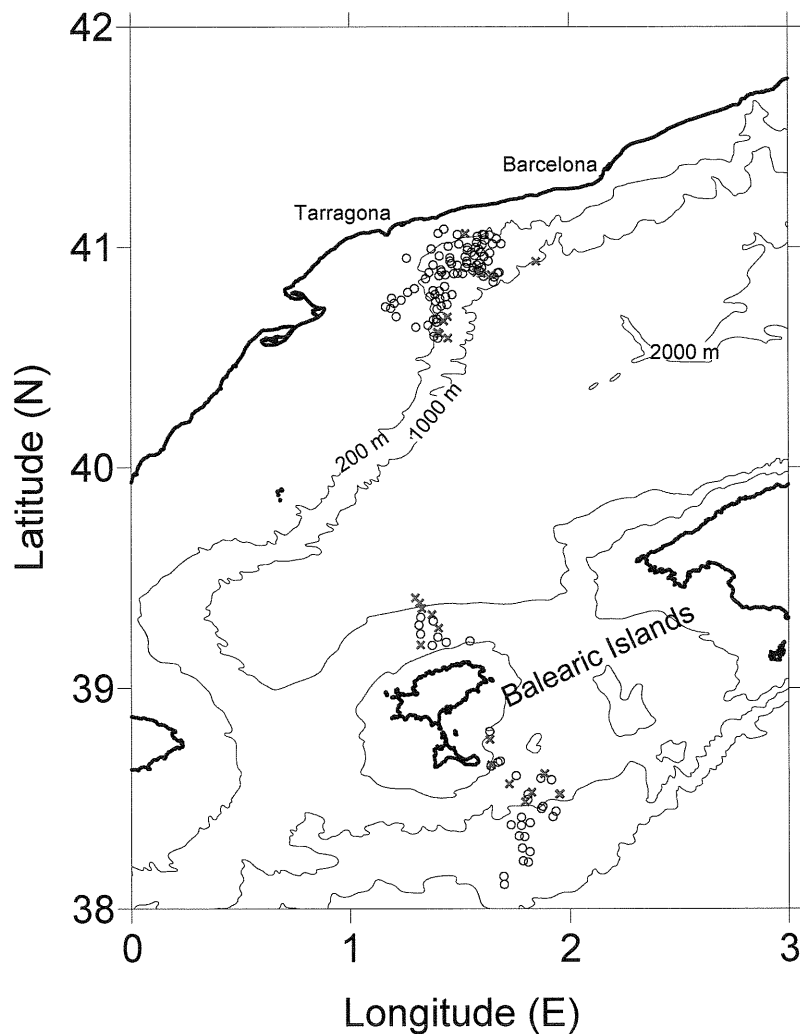 42
Barcelona
Tarragona
41
2000 m
1000 m
200 m
40
Latitude (N)
Balearic Islands
39
38
0 1 2 3
Longitude (E)